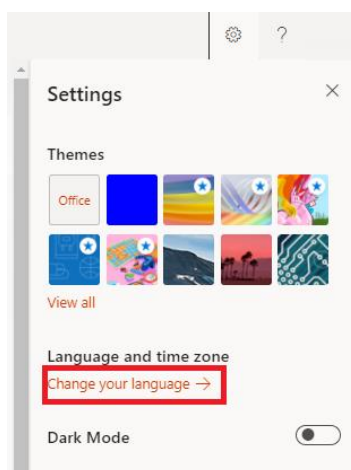 ?
Settings
Themes
Office
View all
Language and time zone
Change your language →
Dark Mode